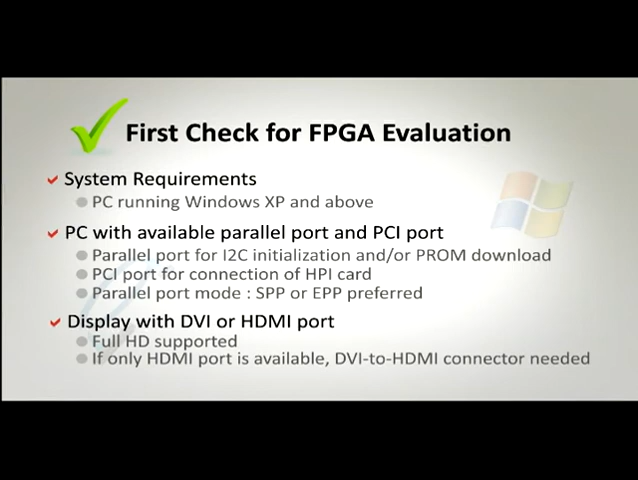 First Check for FPGA Evaluation
System Requirements
PC running Windows XP and above
PC with available parallel port and PCI port
Parallel port for I2C initialization and/or PROM download
PCI port for connection of HPI card
Parallel port mode : SPP or EPP preferred
Display with DVI or HDMI port
Full HD supported
If only HDMI port is available, DVI-to-HDMI connector needed